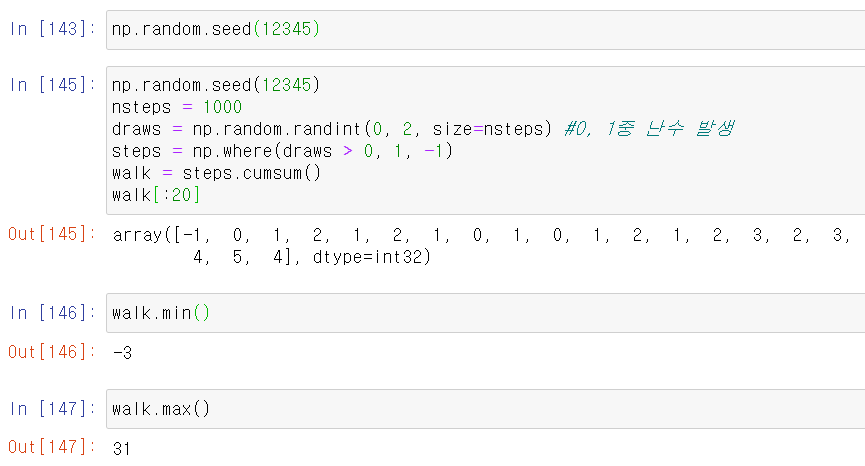 In [143]: np.random.seed(12345)
In [145]: np.random.seed(12345)
nsteps = 1000
draws = np.random.randint(0, 2, size=nsteps) #0, 1중 난수 발생
steps = np.where(draws > 0, 1, -1)
walk = steps.cumsum()
walk[:20]
Out[145]: array([-1, 0, 1, 2, 1, 2, 1, 0, 1, 0, 1, 2, 1, 2, 3, 2, 3,
4, 5, 4], dtype=int32)
In [146]: walk.min()
Out[146]: -3
In [147]: walk.max()
Out[147]: 31